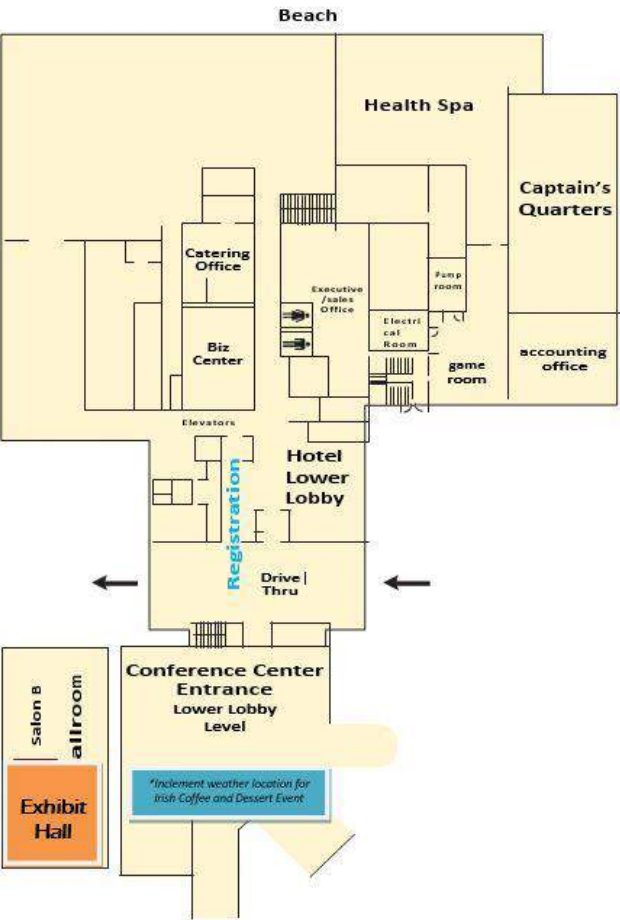 Beach
Health Spa
Captain's
Quarters
Catering
Office
Pump
room
Executive
/sales
Office
Electri
cal
Room
Biz
Center
accounting
office
game
room
Elevators
Hotel
Lower
Lobby
Registration
Drive
Thru
Conference Center
Entrance
Lower Lobby
Level
Salon B
allroom
*Inclement weather location for
Irish Coffee and Dessert Event
Exhibit
Hall